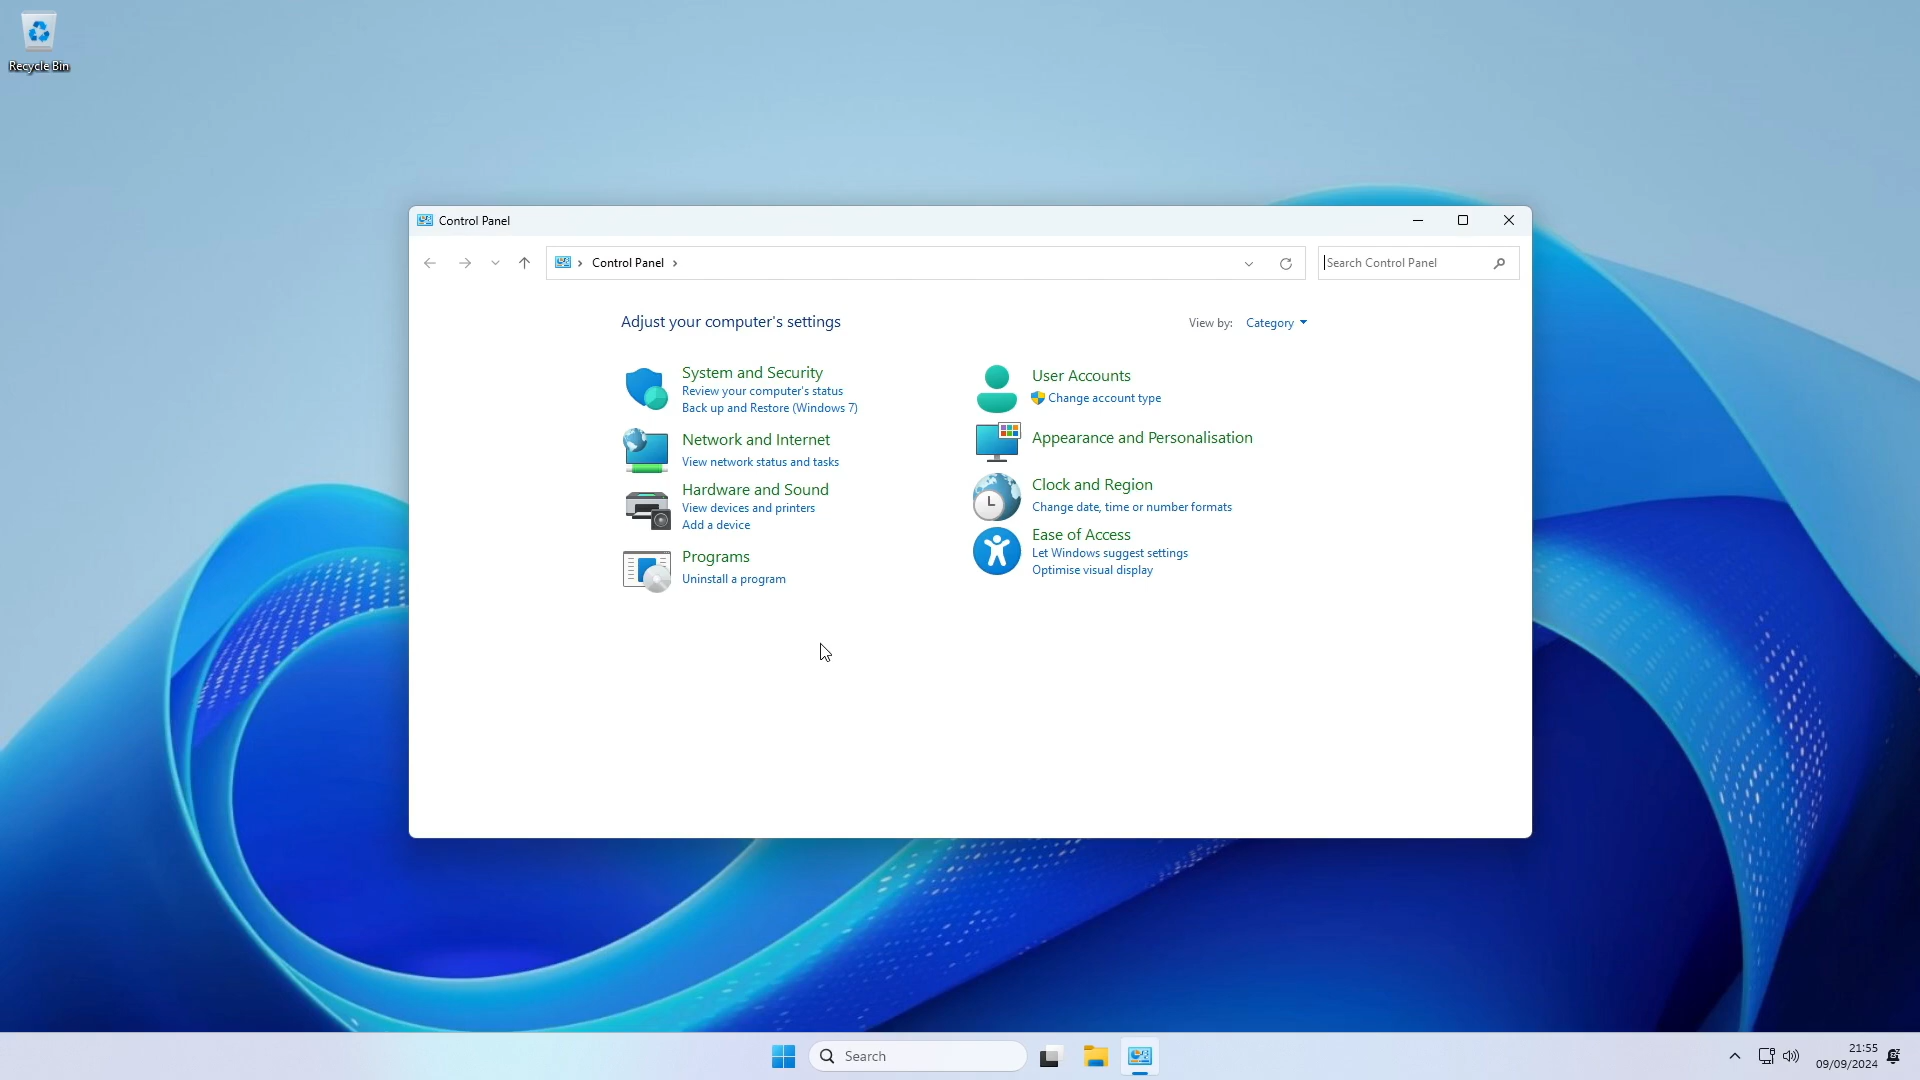 Recycle Bin
Control Panel
Control Panel
Search Control Panel
Adjust your computer's settings
View by: Category
System and Security
Review your computer's status
Back up and Restore (Windows 7)
Network and Internet
View network status and tasks
Hardware and Sound
View devices and printers
Add a device
Programs
Uninstall a program
User Accounts
Change account type
Appearance and Personalisation
Clock and Region
Change date, time or number formats
Ease of Access
Let Windows suggest settings
Optimise visual display
Search
21:55
09/09/2024